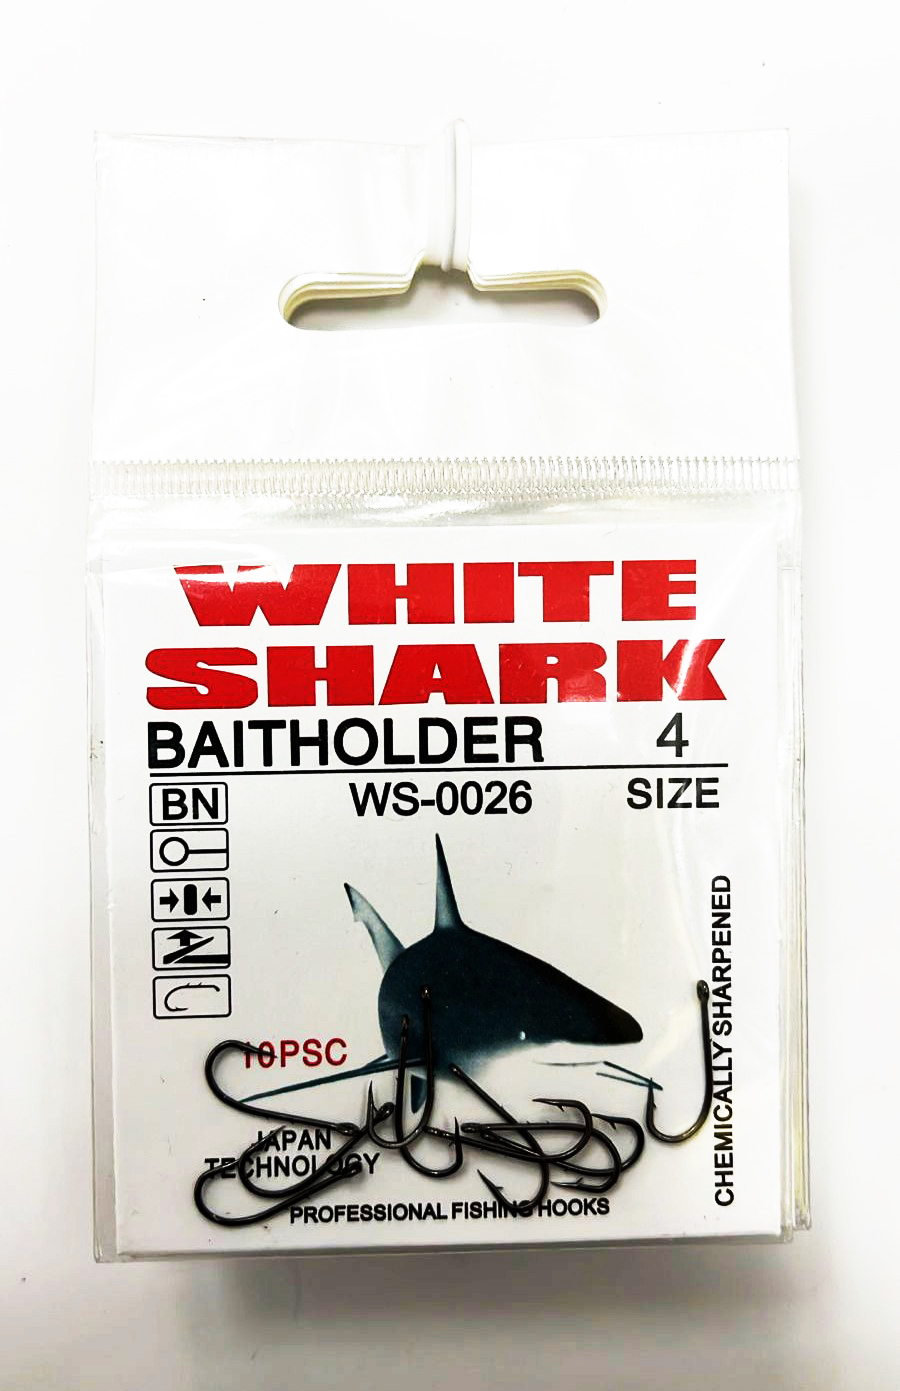 WHITE
SHARK
BAITHOLDER 4
BN WS-0026 SIZE
CHEMICALLY SHARPENED
10PSC
JAPAN
TECHNOLOGY
PROFESSIONAL FISHING HOOKS